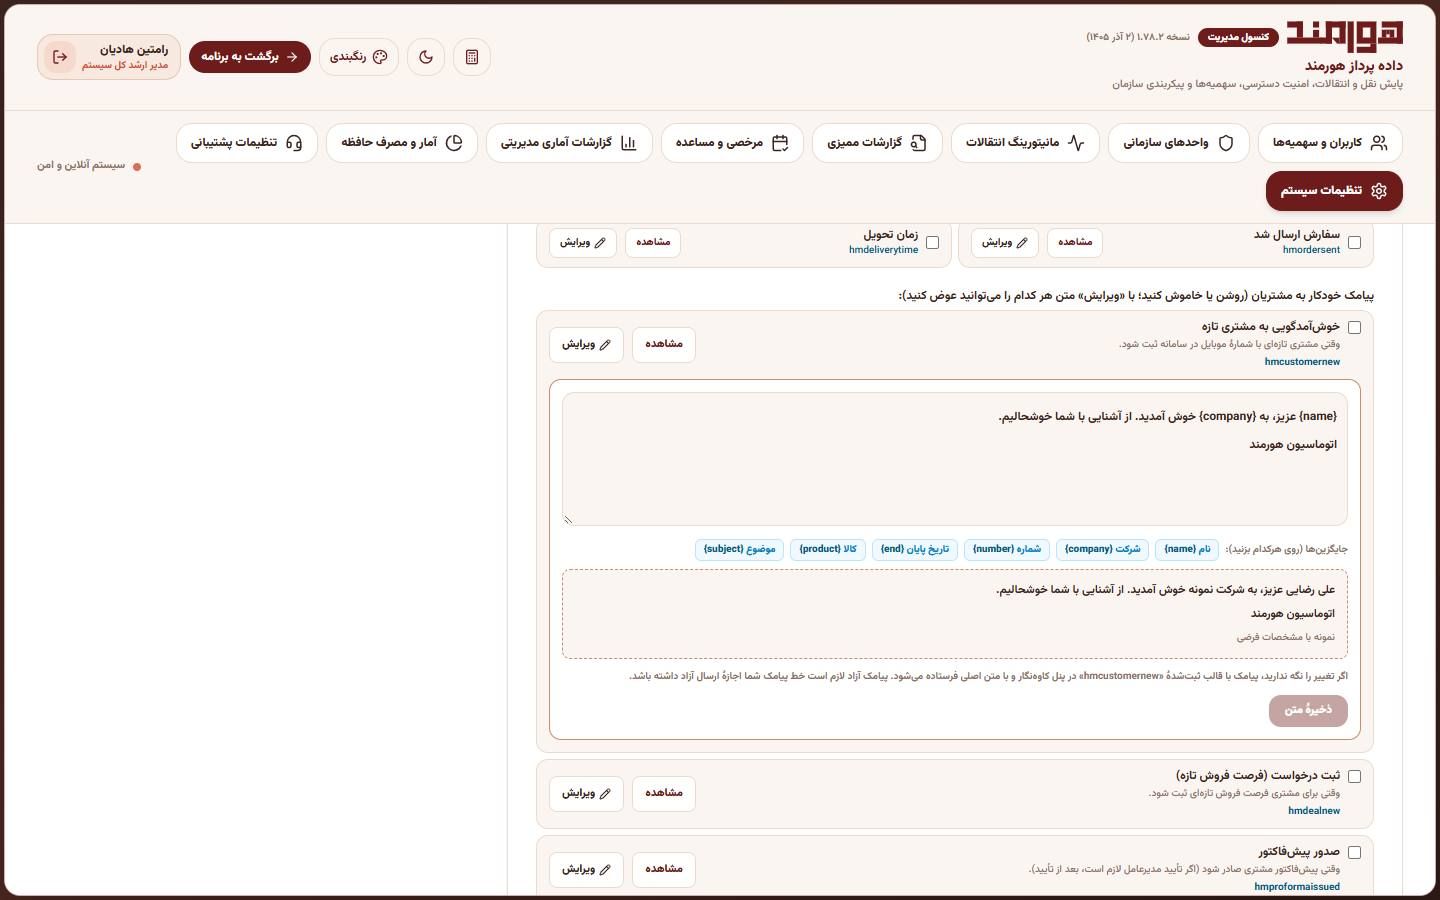 هورمند
کنسول مدیریت
نسخه ۱.۷۸.۲ (۲ آذر ۱۴۰۵)
داده پرداز هورمند
پایش نقل و انتقالات، امنیت دسترسی، سهمیه‌ها و پیکربندی سازمان
رنگبندی
برگشت به برنامه
رامتین هادیان
مدیر ارشد کل سیستم
کاربران و سهمیه‌ها
واحدهای سازمانی
مانیتورینگ انتقالات
گزارشات ممیزی
مرخصی و مساعده
گزارشات آماری مدیریتی
آمار و مصرف حافظه
تنظیمات پشتیبانی
تنظیمات سیستم
سیستم آنلاین و امن
سفارش ارسال شد
hmordersent
مشاهده
ویرایش
زمان تحویل
hmdeliverytime
مشاهده
ویرایش
پیامک خودکار به مشتریان (روشن یا خاموش کنید؛ با «ویرایش» متن هر کدام را می‌توانید عوض کنید):
خوش‌آمدگویی به مشتری تازه
وقتی مشتری تازه‌ای با شمارهٔ موبایل در سامانه ثبت شود.
hmcustomernew
مشاهده
ویرایش
{name} عزیز، به {company} خوش آمدید. از آشنایی با شما خوشحالیم.
اتوماسیون هورمند
جایگزین‌ها (روی هرکدام بزنید):
نام {name}
شرکت {company}
شماره {number}
تاریخ پایان {end}
کالا {product}
موضوع {subject}
علی رضایی عزیز، به شرکت نمونه خوش آمدید. از آشنایی با شما خوشحالیم.
اتوماسیون هورمند
نمونه با مشخصات فرضی
اگر تغییر را نگه ندارید، پیامک با قالب ثبت‌شدهٔ «hmcustomernew» در پنل کاوه‌نگار و با متن اصلی فرستاده می‌شود. پیامک آزاد لازم است خط پیامک شما اجازهٔ ارسال آزاد داشته باشد.
ذخیرهٔ متن
ثبت درخواست (فرصت فروش تازه)
وقتی برای مشتری فرصت فروش تازه‌ای ثبت شود.
hmdealnew
مشاهده
ویرایش
صدور پیش‌فاکتور
وقتی پیش‌فاکتور مشتری صادر شود (اگر تأیید مدیرعامل لازم است، بعد از تأیید).
hmproformaissued
مشاهده
ویرایش